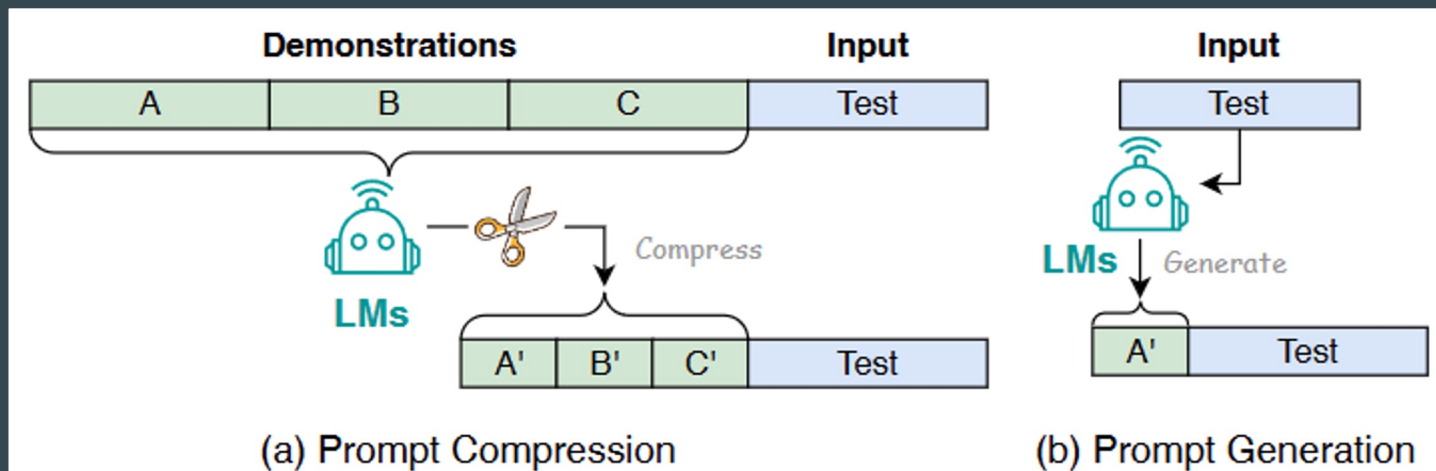 Demonstrations Input
A B C Test
LMs
Compress
A' B' C' Test
(a) Prompt Compression
Input
Test
LMs
Generate
A' Test
(b) Prompt Generation